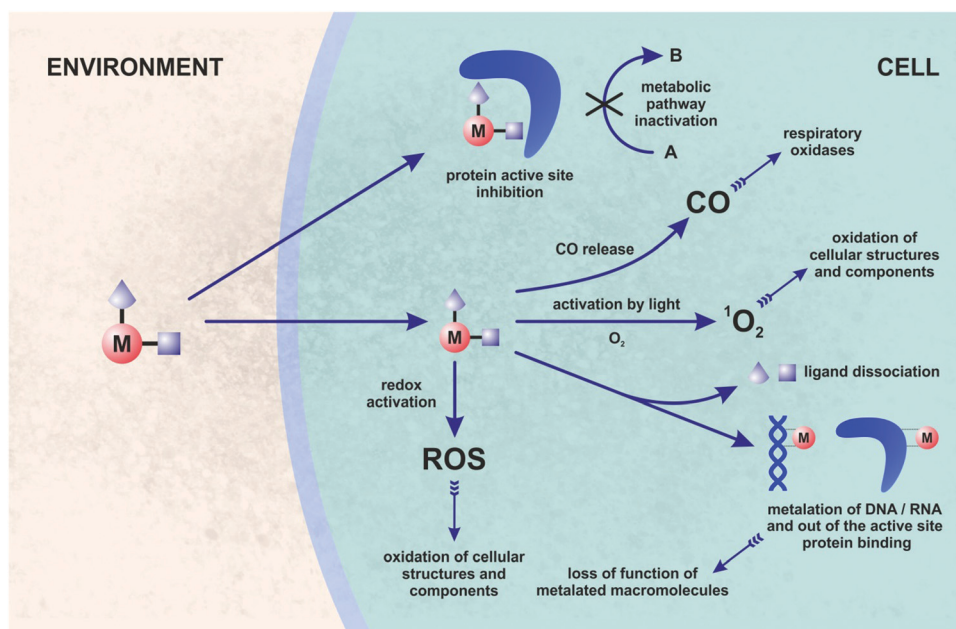 ENVIRONMENT
CELL
M
protein active site
inhibition
B
metabolic
pathway
inactivation
A
respiratory
oxidases
CO
CO release
oxidation of
cellular structures
and components
M
M
activation by light
O₂
¹O₂
ligand dissociation
redox
activation
ROS
M
M
metalation of DNA / RNA
and out of the active site
protein binding
oxidation of cellular
structures and
components
loss of function of
metalated macromolecules